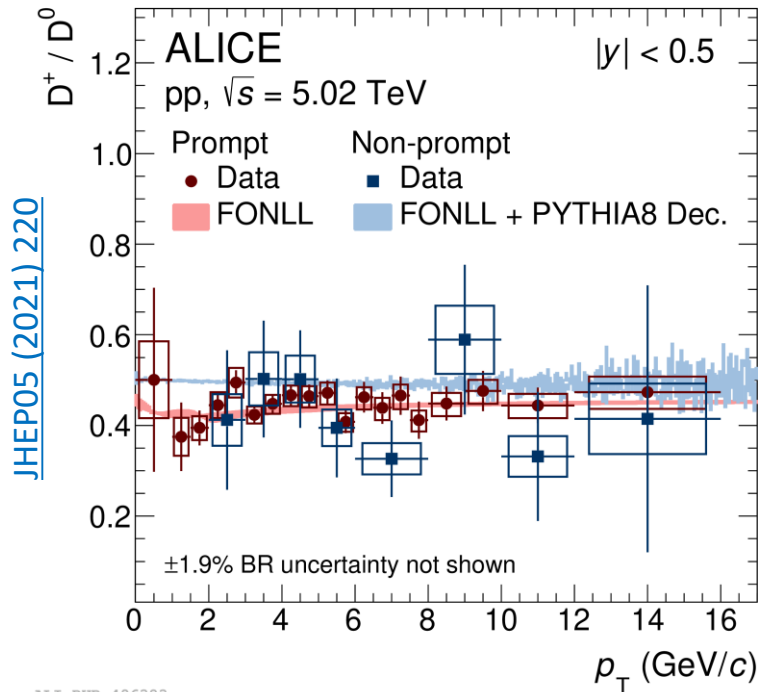 JHEP05 (2021) 220
D⁺ / D⁰
ALICE
|y| < 0.5
pp, √s = 5.02 TeV
Prompt Non-prompt
Data Data
FONLL FONLL + PYTHIA8 Dec.
1.2
1.0
0.8
0.6
0.4
0.2
±1.9% BR uncertainty not shown
0 2 4 6 8 10 12 14 16
p_T (GeV/c)